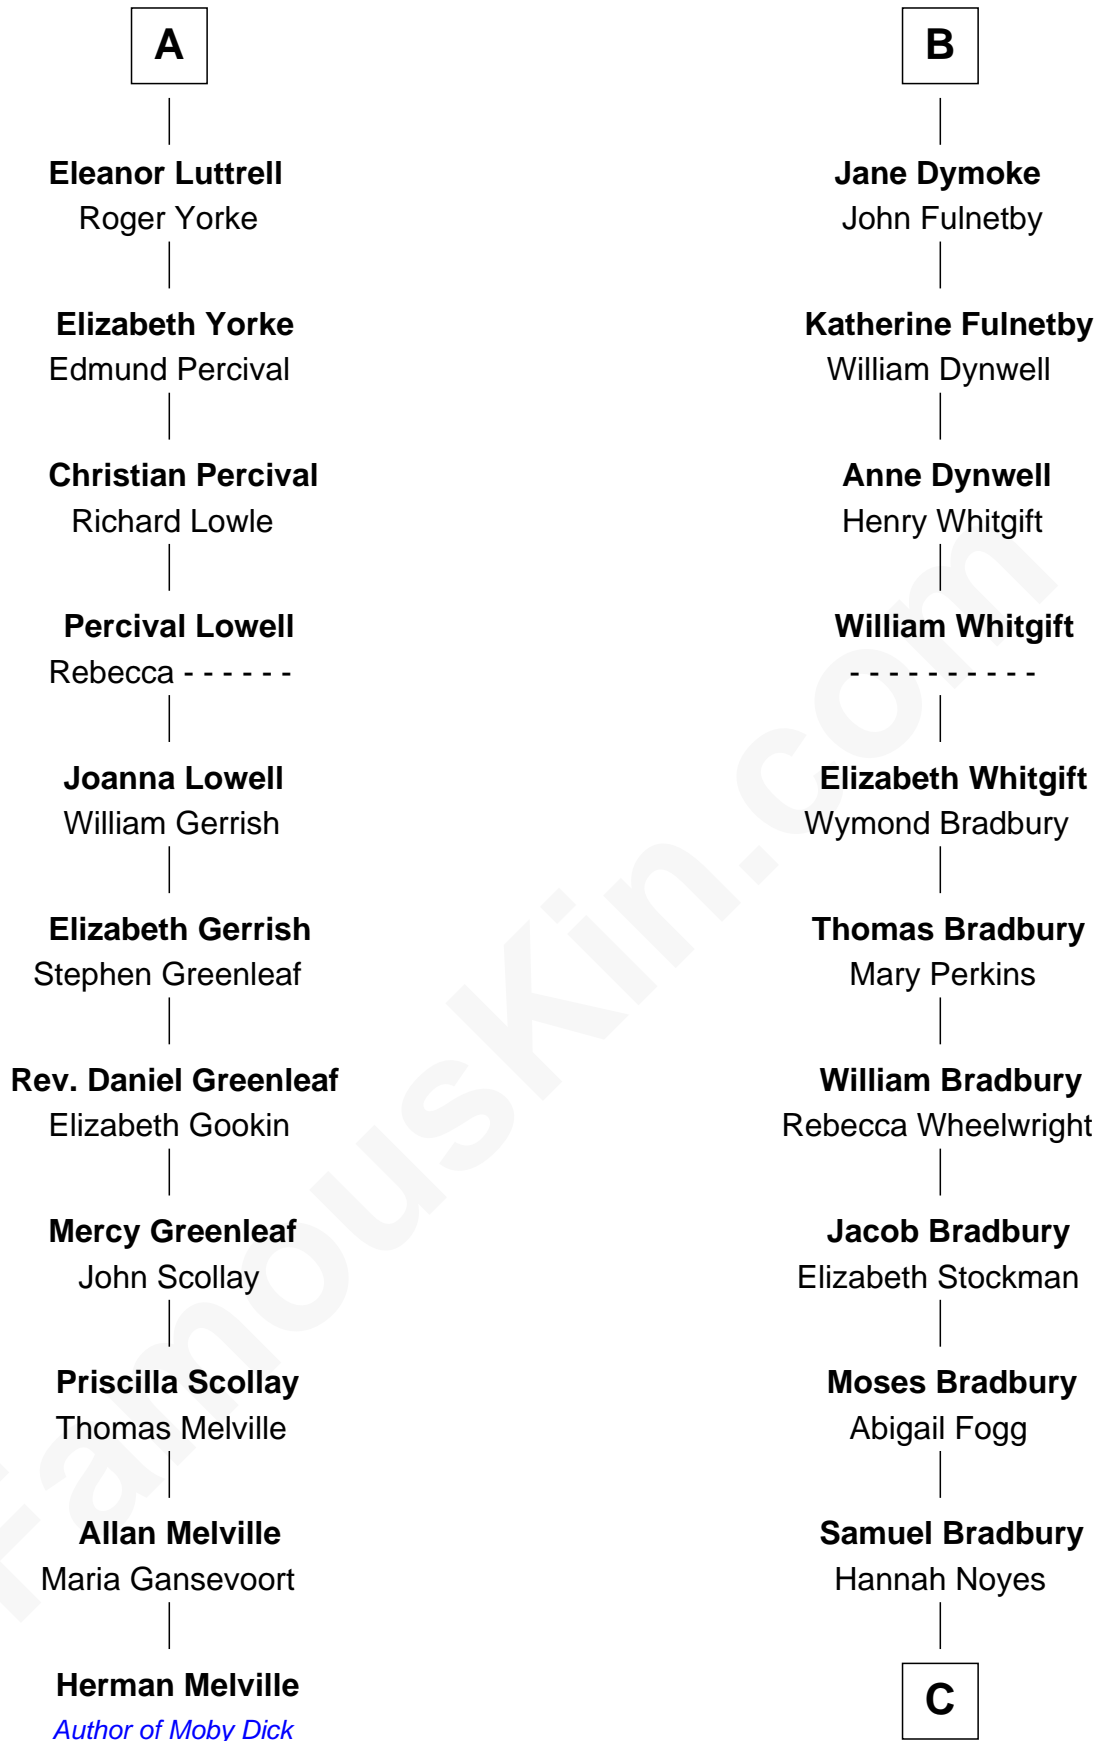 A
Eleanor Luttrell
Roger Yorke
Elizabeth Yorke
Edmund Percival
Christian Percival
Richard Lowle
Percival Lowell
Rebecca - - - - - -
Joanna Lowell
William Gerrish
Elizabeth Gerrish
Stephen Greenleaf
Rev. Daniel Greenleaf
Elizabeth Gookin
Mercy Greenleaf
John Scollay
Priscilla Scollay
Thomas Melville
Allan Melville
Maria Gansevoort
Herman Melville
Author of Moby Dick
B
Jane Dymoke
John Fulnetby
Katherine Fulnetby
William Dynwell
Anne Dynwell
Henry Whitgift
William Whitgift
- - - - - - - - - -
Elizabeth Whitgift
Wymond Bradbury
Thomas Bradbury
Mary Perkins
William Bradbury
Rebecca Wheelwright
Jacob Bradbury
Elizabeth Stockman
Moses Bradbury
Abigail Fogg
Samuel Bradbury
Hannah Noyes
C
FamousKin.com